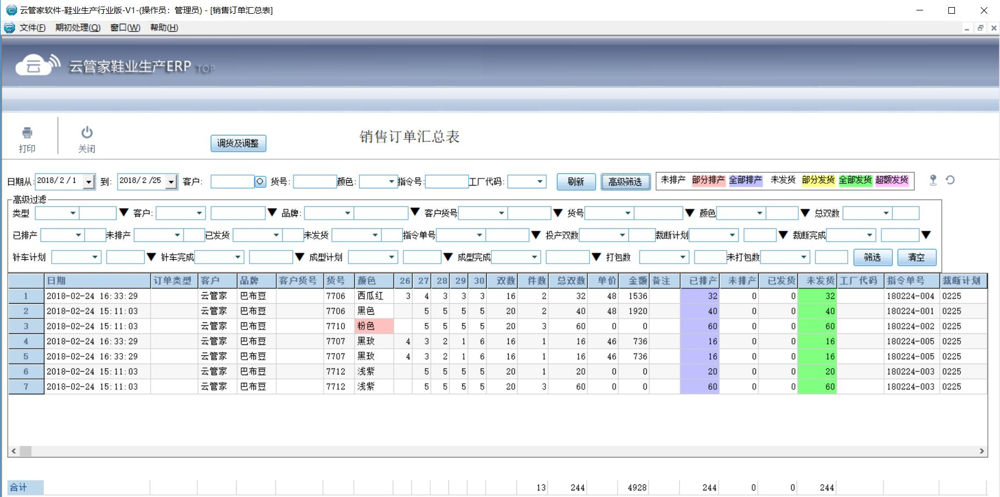 云管家软件-鞋业生产行业版-V1-(操作员：管理员) - [销售订单汇总表]
文件(F) 期初处理(Q) 窗口(W) 帮助(H)
云 云管家鞋业生产ERP TOP
打印 关闭 调货及调整 销售订单汇总表
日期从: 2018/ 2 / 1 到: 2018/ 2 /25 客户: 货号: 颜色: 指令号: 工厂代码: 刷新 高级筛选 未排产 部分排产 全部排产 未发货 部分发货 全部发货 超额发货
高级过滤
类型 客户: 品牌: 客户货号 货号 颜色 总双数
已排产 未排产 已发货 未发货 指令单号 投产双数 裁断计划 裁断完成
针车计划 针车完成 成型计划 成型完成 打包数 未打包数 筛选 清空
日期 订单类型 客户 品牌 客户货号 货号 颜色 26 27 28 29 30 双数 件数 总双数 单价 金额 备注 已排产 未排产 已发货 未发货 工厂代码 指令单号 裁断计划
1 2018-02-24 16:33:29 云管家 巴布豆 7706 西瓜红 3 4 3 3 3 16 2 32 48 1536 32 0 0 32 180224-004 0225
2 2018-02-24 15:11:03 云管家 巴布豆 7706 黑色 5 5 5 5 20 2 40 48 1920 40 0 0 40 180224-001 0225
3 2018-02-24 15:11:03 云管家 巴布豆 7710 粉色 5 5 5 5 20 3 60 0 0 60 0 0 60 180224-002 0225
4 2018-02-24 16:33:29 云管家 巴布豆 7707 黑玫 4 3 2 1 6 16 1 16 46 736 16 0 0 16 180224-005 0225
5 2018-02-24 16:33:29 云管家 巴布豆 7707 黑玫 4 3 2 1 6 16 1 16 46 736 16 0 0 16 180224-005 0225
6 2018-02-24 15:11:03 云管家 巴布豆 7712 浅紫 5 5 5 5 20 1 20 0 0 20 0 0 20 180224-003 0225
7 2018-02-24 15:11:03 云管家 巴布豆 7712 浅紫 5 5 5 5 20 3 60 0 0 60 0 0 60 180224-003 0225
合计 13 244 4928 244 0 0 244